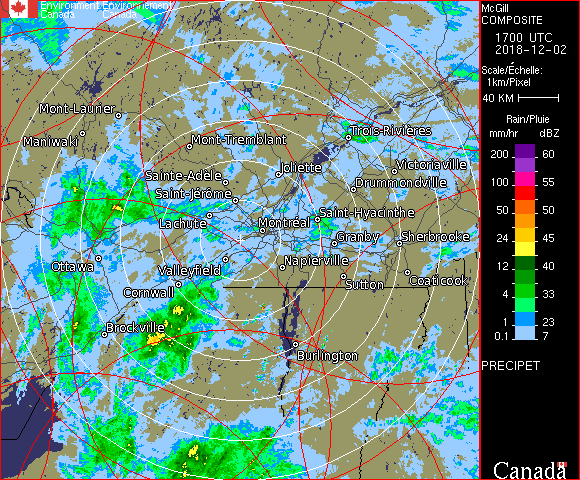 Environment Environnement
Canada Canada
McGill
COMPOSITE
1700 UTC
2018-12-02
Scale/Échelle:
1km/Pixel
40 KM
Rain/Pluie
mm/hr dBZ
200 60
100 55
50 50
24 45
12 40
4 33
1 23
0.1 7
PRECIPET
Canada
Mont-Laurier
Maniwaki
Mont-Tremblant
Trois-Rivières
Joliette
Victoriaville
Sainte-Adèle
Drummondville
Saint-Jérôme
Saint-Hyacinthe
Lachute
Montréal
Granby
Sherbrooke
Ottawa
Valleyfield
Napierville
Cornwall
Sutton
Coaticook
Brockville
Burlington